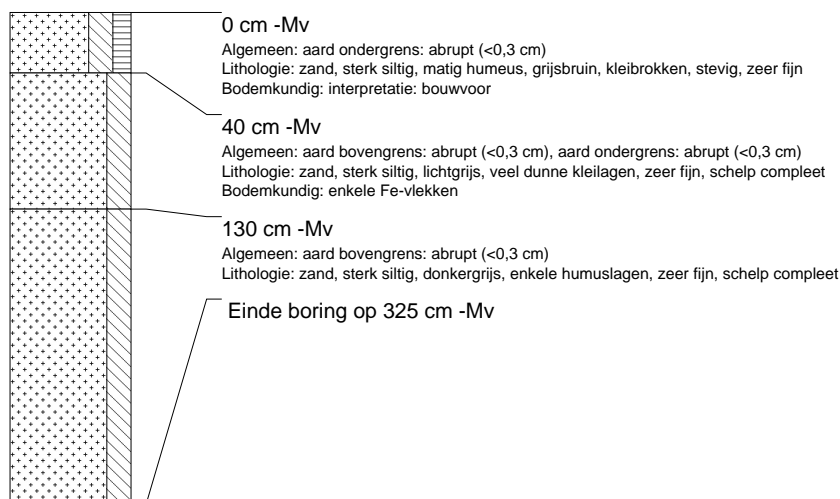 0 cm -Mv
Algemeen: aard ondergrens: abrupt (<0,3 cm)
Lithologie: zand, sterk siltig, matig humeus, grijsbruin, kleibrokken, stevig, zeer fijn
Bodemkundig: interpretatie: bouwvoor
40 cm -Mv
Algemeen: aard bovengrens: abrupt (<0,3 cm), aard ondergrens: abrupt (<0,3 cm)
Lithologie: zand, sterk siltig, lichtgrijs, veel dunne kleilagen, zeer fijn, schelp compleet
Bodemkundig: enkele Fe-vlekken
130 cm -Mv
Algemeen: aard bovengrens: abrupt (<0,3 cm)
Lithologie: zand, sterk siltig, donkergrijs, enkele humuslagen, zeer fijn, schelp compleet
Einde boring op 325 cm -Mv